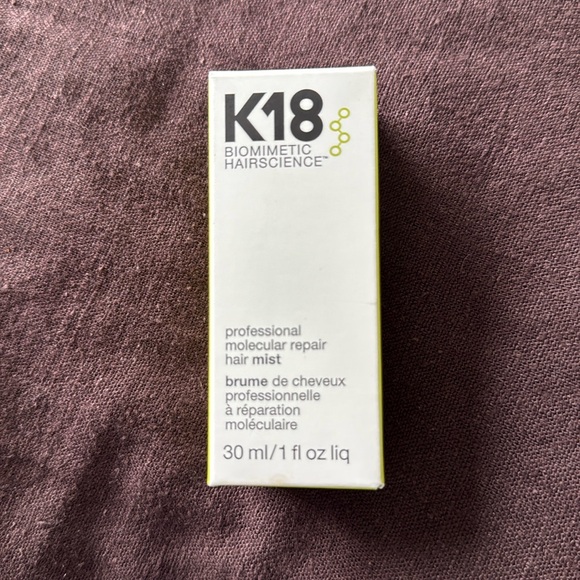 K18
BIOMIMETIC
HAIRSCIENCE™
professional
molecular repair
hair mist
brume de cheveux
professionnelle
à réparation
moléculaire
30 ml/1 fl oz liq